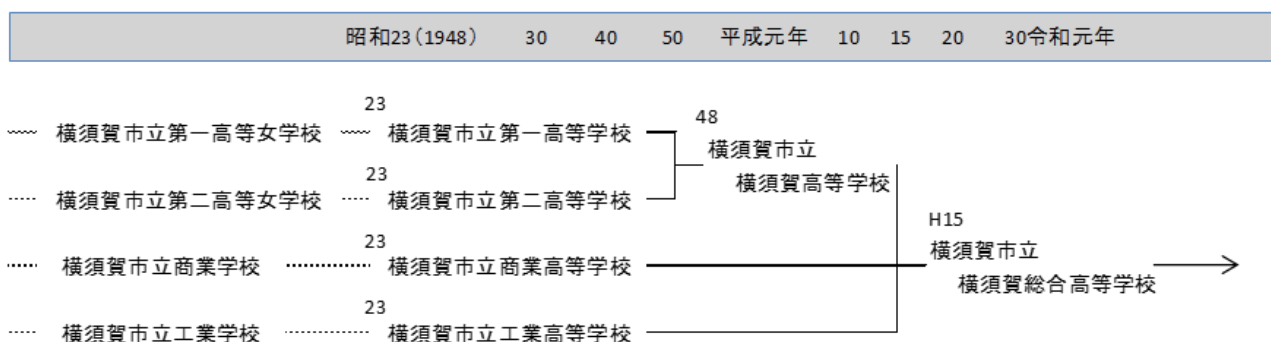 昭和23(1948) 30 40 50 平成元年 10 15 20 30令和元年
23
横須賀市立第一高等女学校 横須賀市立第一高等学校
48
横須賀市立
横須賀高等学校
23
横須賀市立第二高等女学校 横須賀市立第二高等学校
H15
横須賀市立
横須賀総合高等学校
23
横須賀市立商業学校 横須賀市立商業高等学校
23
横須賀市立工業学校 横須賀市立工業高等学校